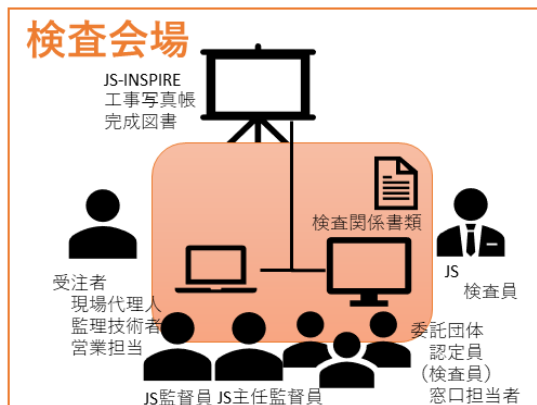 検査会場
JS-INSPIRE
工事写真帳
完成図書
検査関係書類
受注者
現場代理人
監理技術者
営業担当
JS
検査員
JS監督員
JS主任監督員
委託団体
認定員
(検査員)
窓口担当者